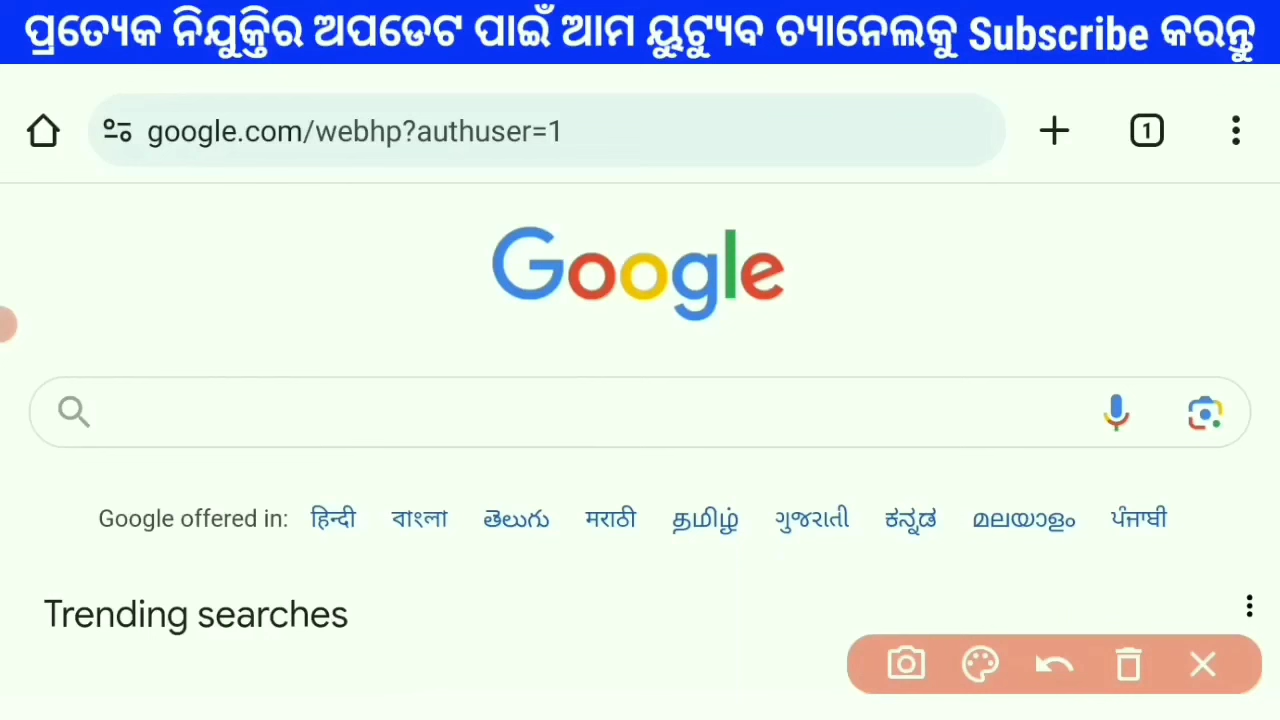 ପ୍ରତ୍ୟେକ ନିଯୁକ୍ତିର ଅପଡେଟ ପାଇଁ ଆମ ୟୁଟ୍ୟୁବ ଚ୍ୟାନେଲକୁ Subscribe କରନ୍ତୁ
google.com/webhp?authuser=1
1
Google
Google offered in: हिन्दी বাংলা తెలుగు मराठी தமிழ் ગુજરાતી ಕನ್ನಡ മലയാളം ਪੰਜਾਬੀ
Trending searches